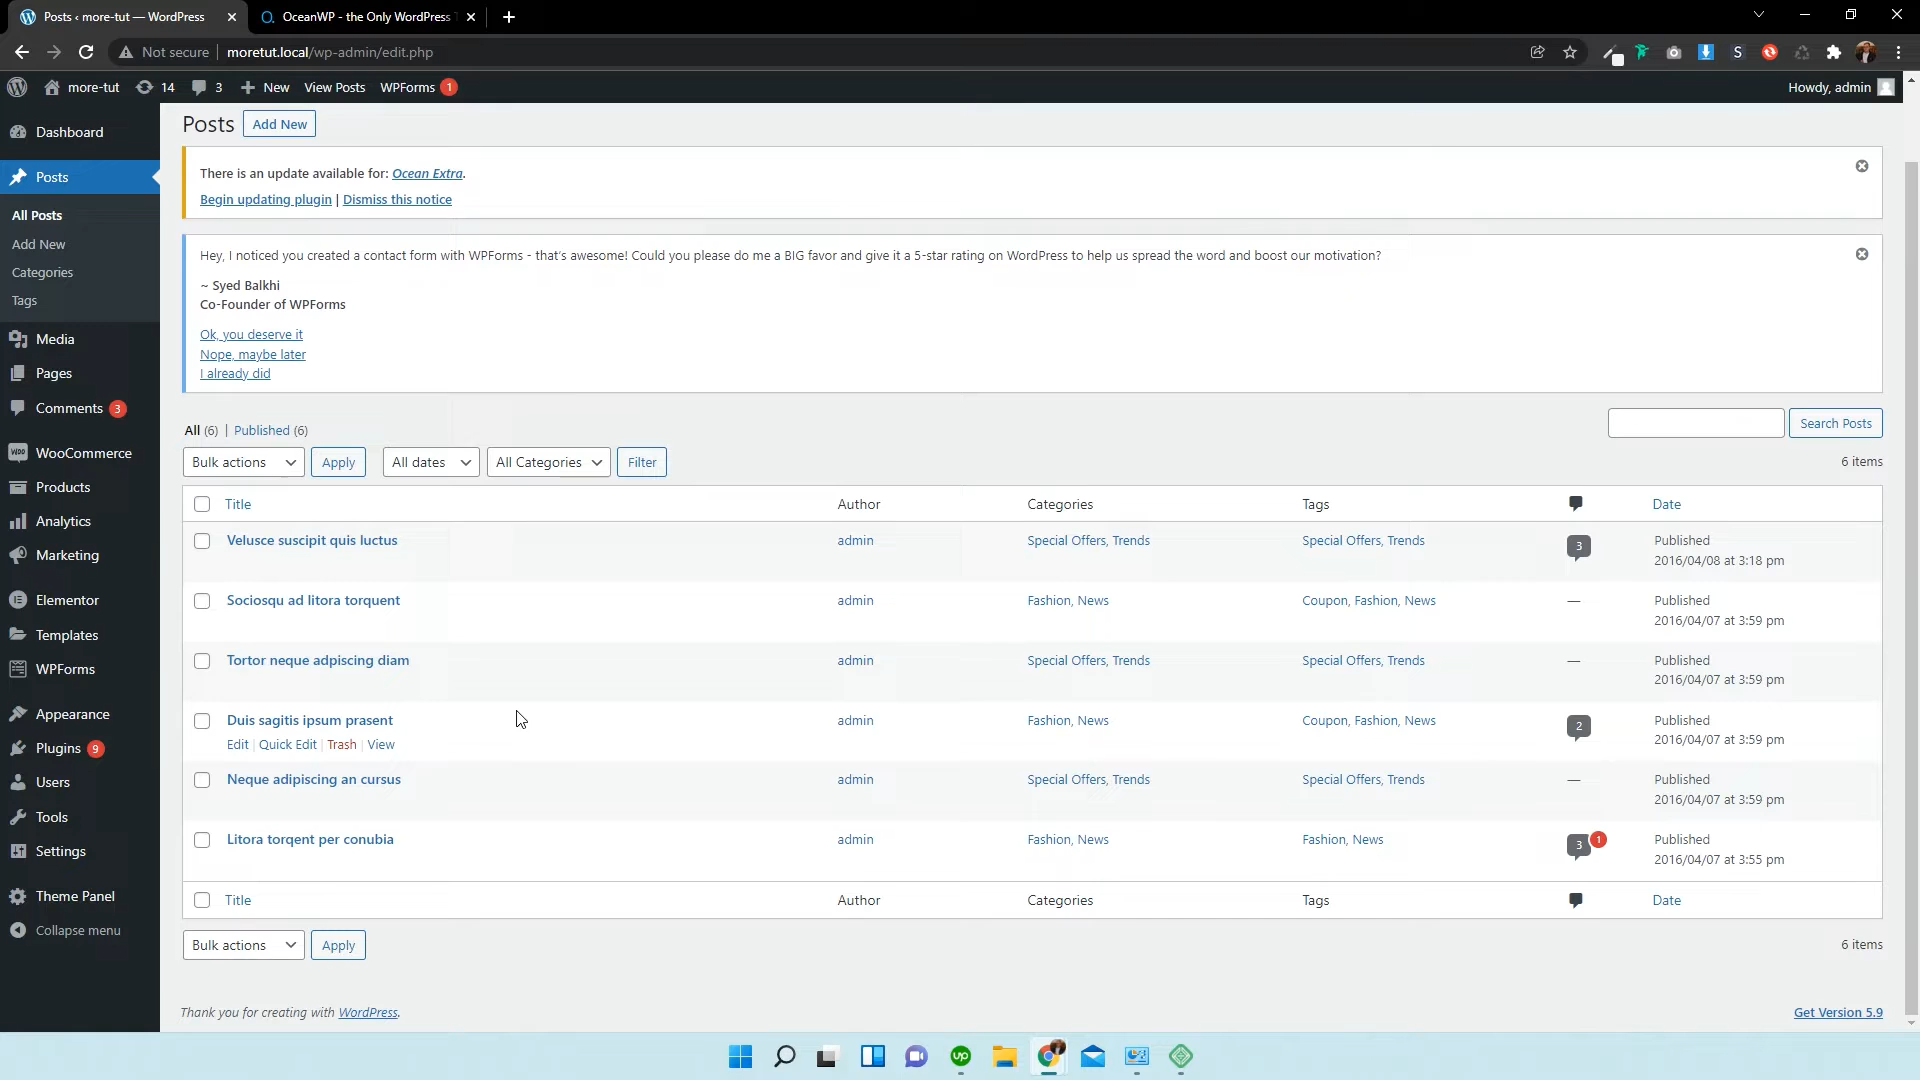 Posts ‹ more-tut — WordPress
OceanWP - the Only WordPress
Not secure
moretut.local/wp-admin/edit.php
S
more-tut
14
3
New
View Posts
WPForms 1
Howdy, admin
Dashboard
Posts
All Posts
Add New
Categories
Tags
Media
Pages
Comments 3
WooCommerce
Products
Analytics
Marketing
Elementor
Templates
WPForms
Appearance
Plugins 9
Users
Tools
Settings
Theme Panel
Collapse menu
Posts
Add New
There is an update available for: Ocean Extra.
Begin updating plugin | Dismiss this notice
Hey, I noticed you created a contact form with WPForms - that's awesome! Could you please do me a BIG favor and give it a 5-star rating on WordPress to help us spread the word and boost our motivation?
~ Syed Balkhi
Co-Founder of WPForms
Ok, you deserve it
Nope, maybe later
I already did
All (6) | Published (6)
Search Posts
Bulk actions Apply All dates All Categories Filter 6 items
Title Author Categories Tags Date
Velusce suscipit quis luctus admin Special Offers, Trends Special Offers, Trends 3 Published
2016/04/08 at 3:18 pm
Sociosqu ad litora torquent admin Fashion, News Coupon, Fashion, News — Published
2016/04/07 at 3:59 pm
Tortor neque adpiscing diam admin Special Offers, Trends Special Offers, Trends — Published
2016/04/07 at 3:59 pm
Duis sagitis ipsum prasent admin Fashion, News Coupon, Fashion, News 2 Published
Edit | Quick Edit | Trash | View 2016/04/07 at 3:59 pm
Neque adipiscing an cursus admin Special Offers, Trends Special Offers, Trends — Published
2016/04/07 at 3:59 pm
Litora torqent per conubia admin Fashion, News Fashion, News 3 1 Published
2016/04/07 at 3:55 pm
Title Author Categories Tags Date
Bulk actions Apply 6 items
Thank you for creating with WordPress.
Get Version 5.9
up